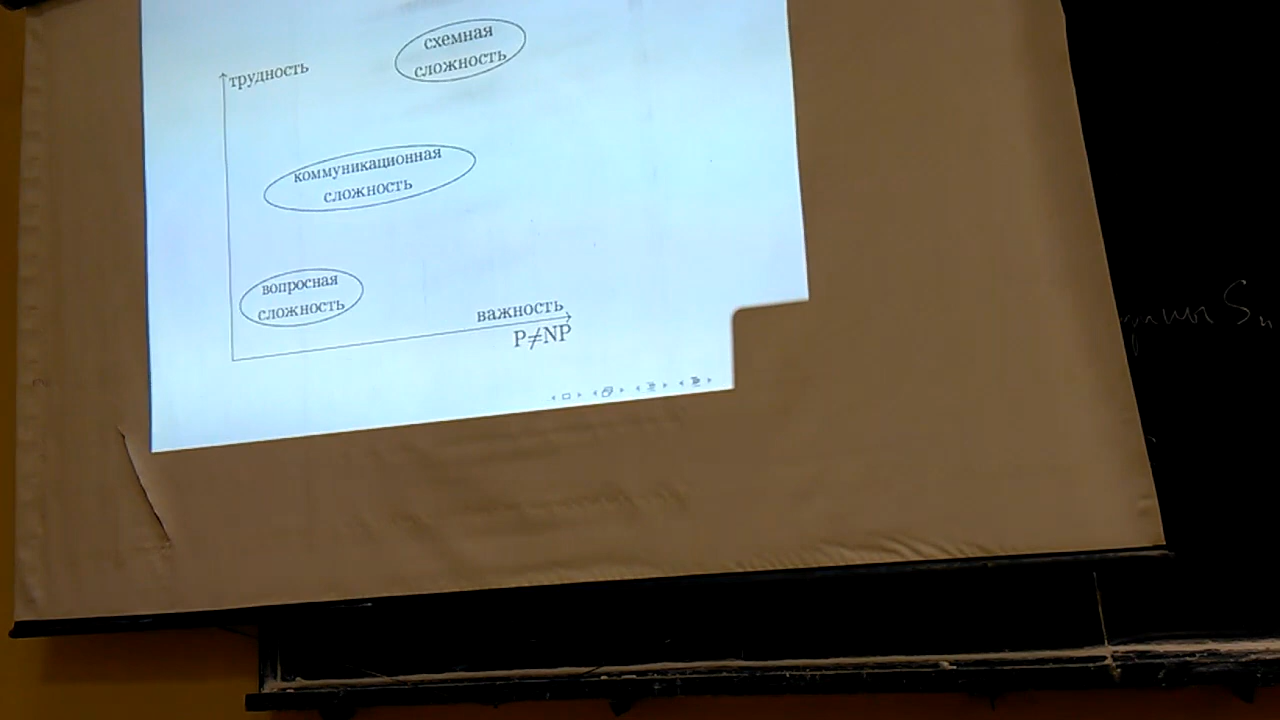 схемная
сложность
трудность
коммуникационная
сложность
вопросная
сложность
важность
P≠NP